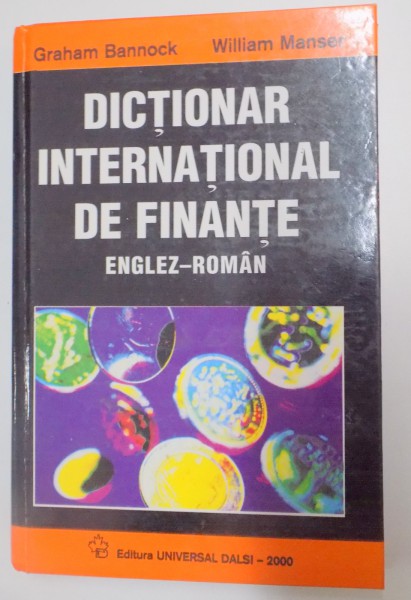 Graham Bannock William Manser
DICȚIONAR
INTERNAȚIONAL
DE FINANȚE
ENGLEZ–ROMÂN
Editura UNIVERSAL DALSI – 2000